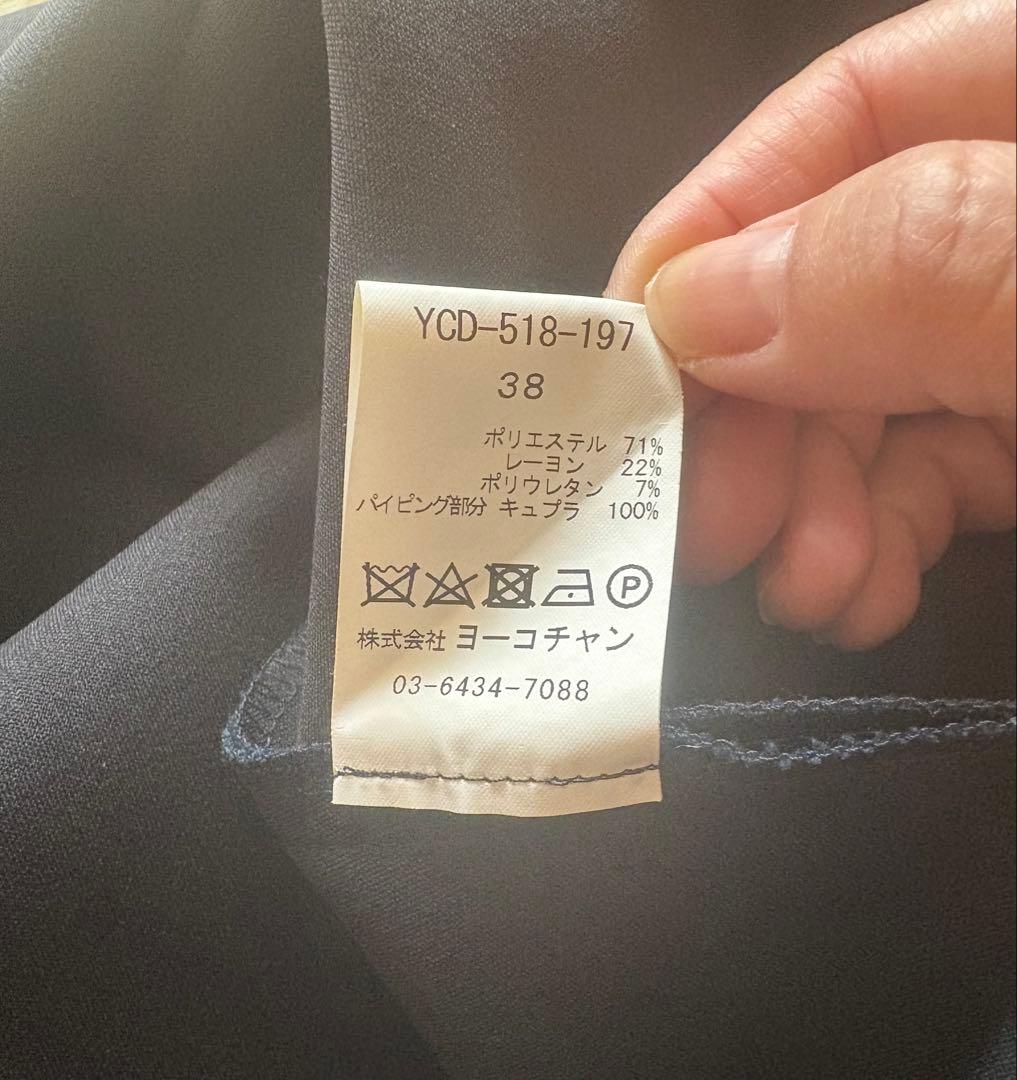 YCD-518-197
38
ポリエステル 71%
レーヨン 22%
ポリウレタン 7%
パイピング部分 キュプラ 100%
P
株式会社 ヨーコチャン
03-6434-7088